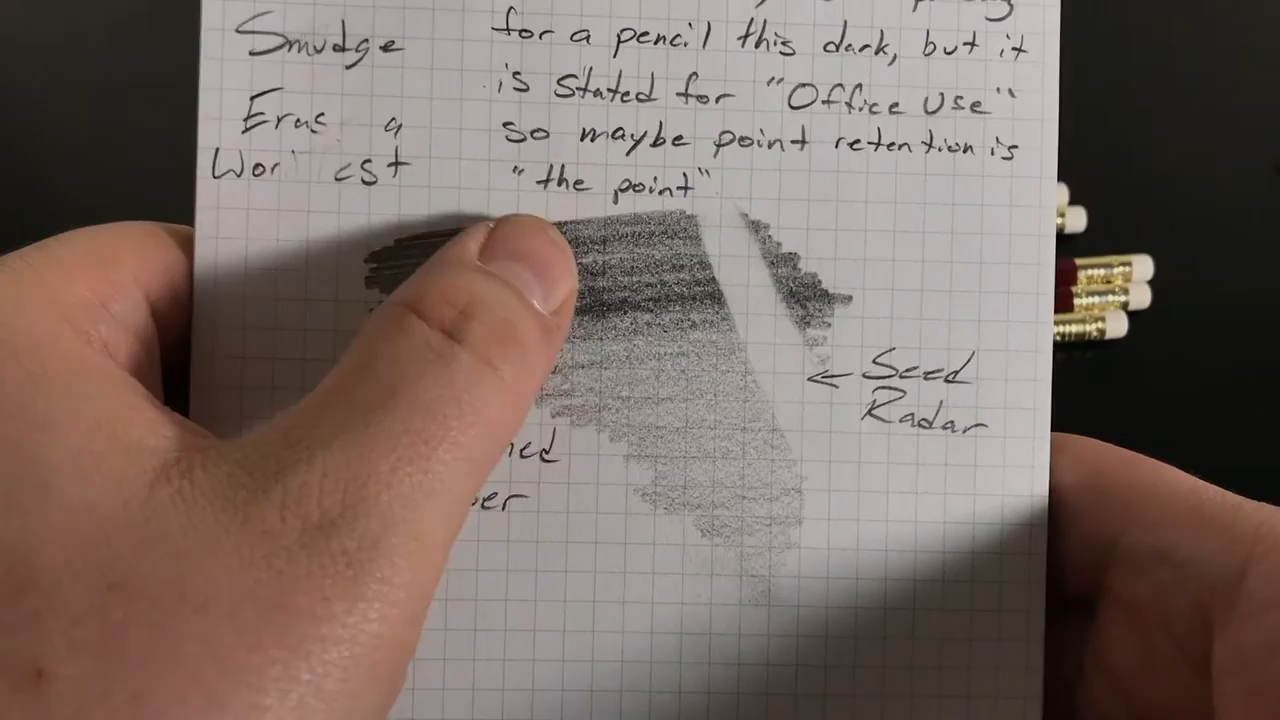 Smudge
for a pencil this dark, but it
is stated for "Office Use"
so maybe point retention is
"the point"
← Seed
Radar